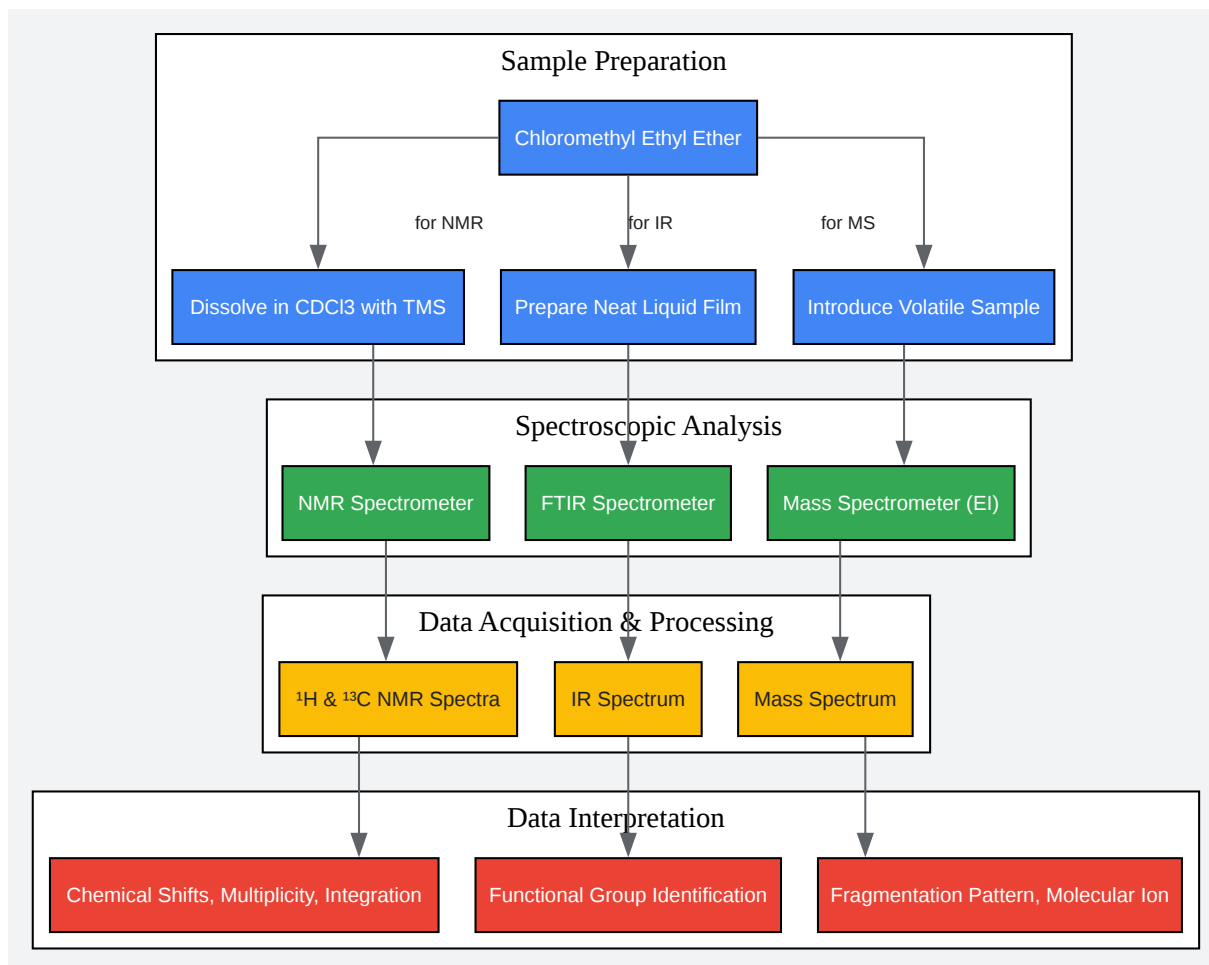 Sample Preparation
Chloromethyl Ethyl Ether
for NMR
for IR
for MS
Dissolve in CDCl3 with TMS
Prepare Neat Liquid Film
Introduce Volatile Sample
Spectroscopic Analysis
NMR Spectrometer
FTIR Spectrometer
Mass Spectrometer (EI)
Data Acquisition & Processing
¹H & ¹³C NMR Spectra
IR Spectrum
Mass Spectrum
Data Interpretation
Chemical Shifts, Multiplicity, Integration
Functional Group Identification
Fragmentation Pattern, Molecular Ion